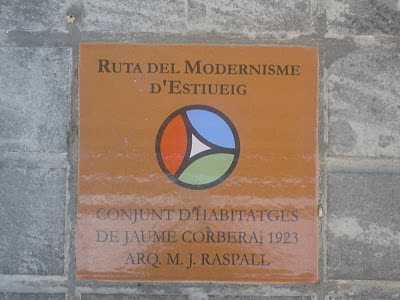 RUTA DEL MODERNISME
D'ESTIUEIG
CONJUNT D'HABITATGES
DE JAUME CORBERA, 1923
ARQ. M. J. RASPALL